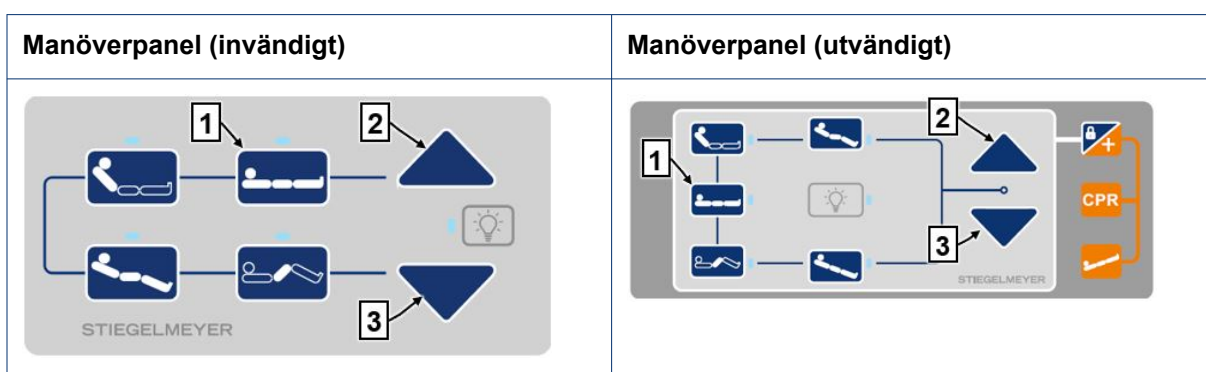 Manöverpanel (invändigt)
1
2
3
STIEGELMEYER
Manöverpanel (utvändigt)
2
1
+
CPR
3
STIEGELMEYER